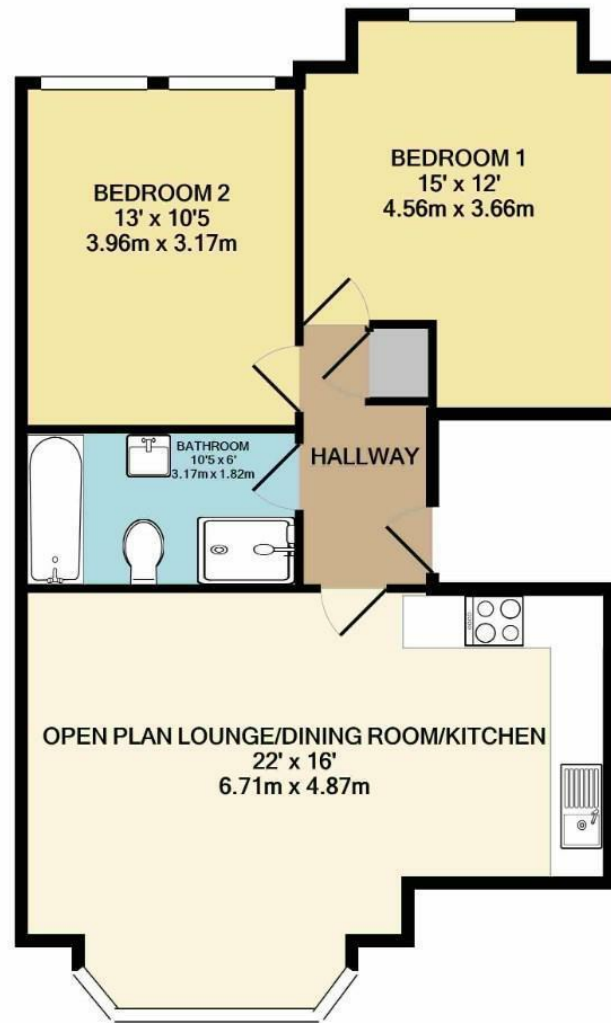 BEDROOM 1
15' x 12'
4.56m x 3.66m
BEDROOM 2
13' x 10'5
3.96m x 3.17m
BATHROOM
10'5 x 6'
3.17m x 1.82m
HALLWAY
OPEN PLAN LOUNGE/DINING ROOM/KITCHEN
22' x 16'
6.71m x 4.87m